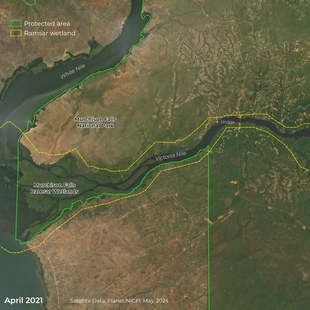 Protected area
Ramsar wetland
White Nile
Murchison Falls
National Park
Bridge
Victoria Nile
Murchison Falls
Ramsar Wetlands
April 2021
Satellite Data: Planet/NICFI, May, 2024